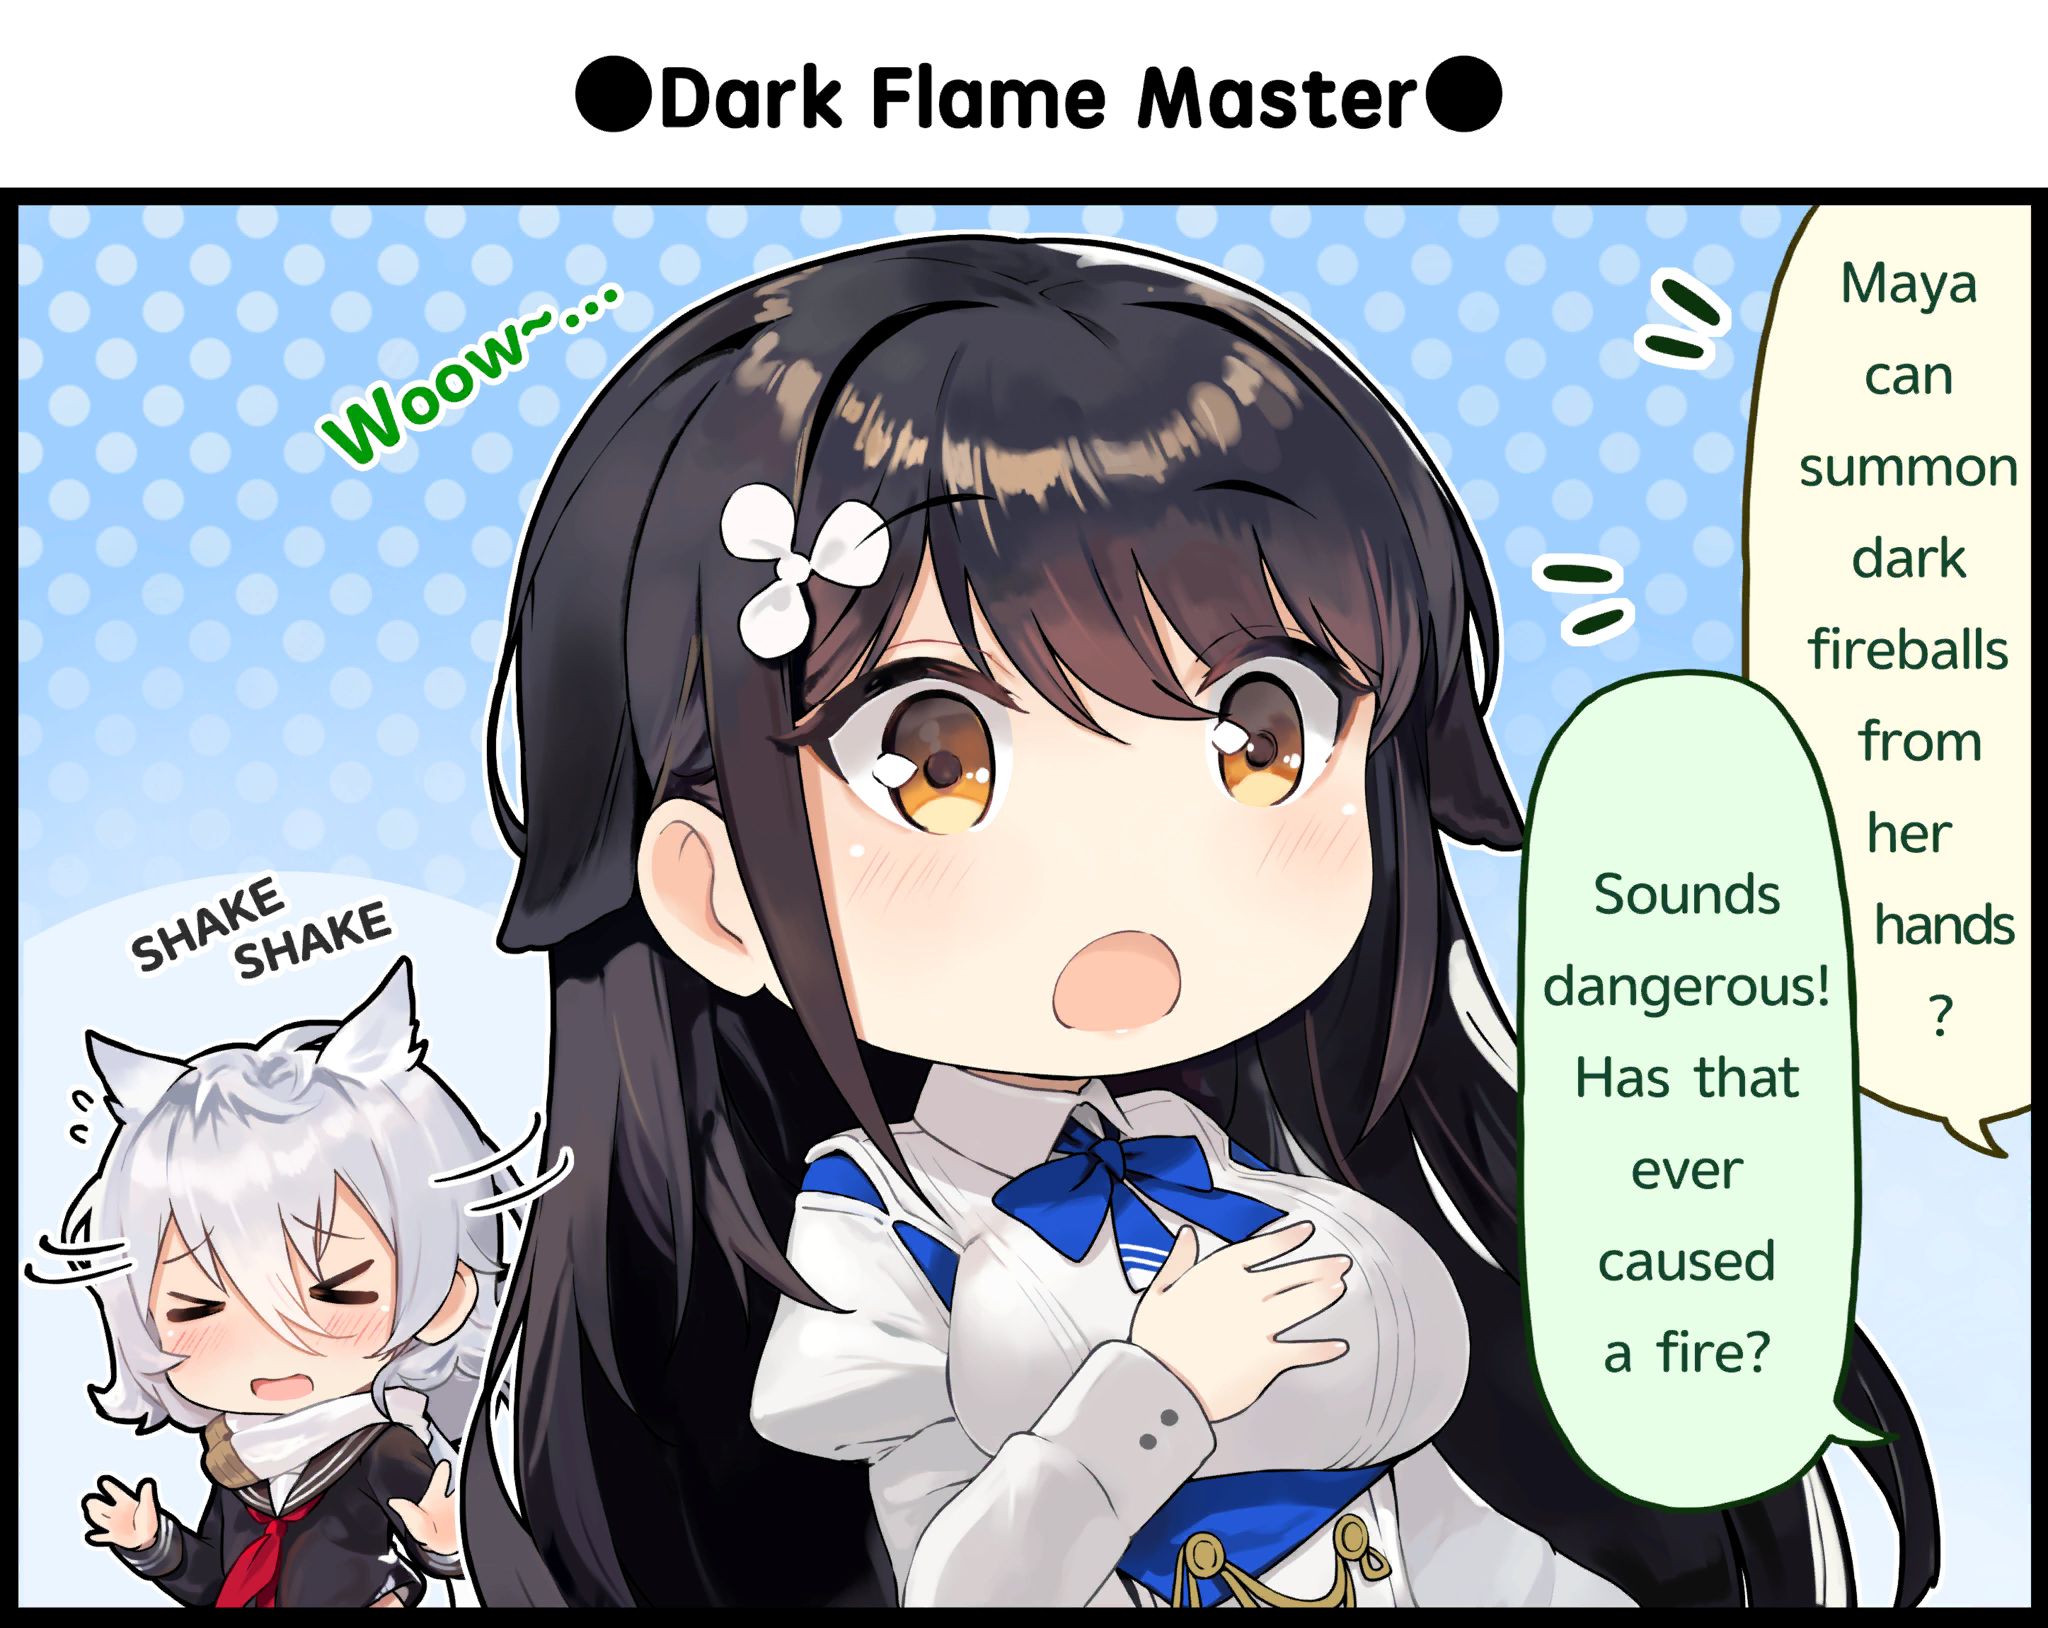 ●Dark Flame Master●
Maya
can
summon
dark
fireballs
from
her
hands
?
Sounds
dangerous!
Has that
ever
caused
a fire?
Woow~...
SHAKE
SHAKE